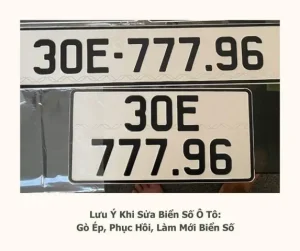 30E-777.96
30E
777.96
Lưu Ý Khi Sửa Biển Số Ô Tô:
Gò Ép, Phục Hồi, Làm Mới Biển Số